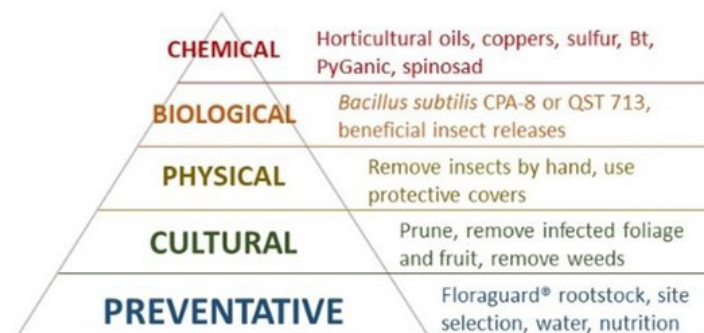 CHEMICAL
Horticultural oils, coppers, sulfur, Bt,
PyGanic, spinosad
BIOLOGICAL
Bacillus subtilis CPA-8 or QST 713,
beneficial insect releases
PHYSICAL
Remove insects by hand, use
protective covers
CULTURAL
Prune, remove infected foliage
and fruit, remove weeds
PREVENTATIVE
Floraguard® rootstock, site
selection, water, nutrition